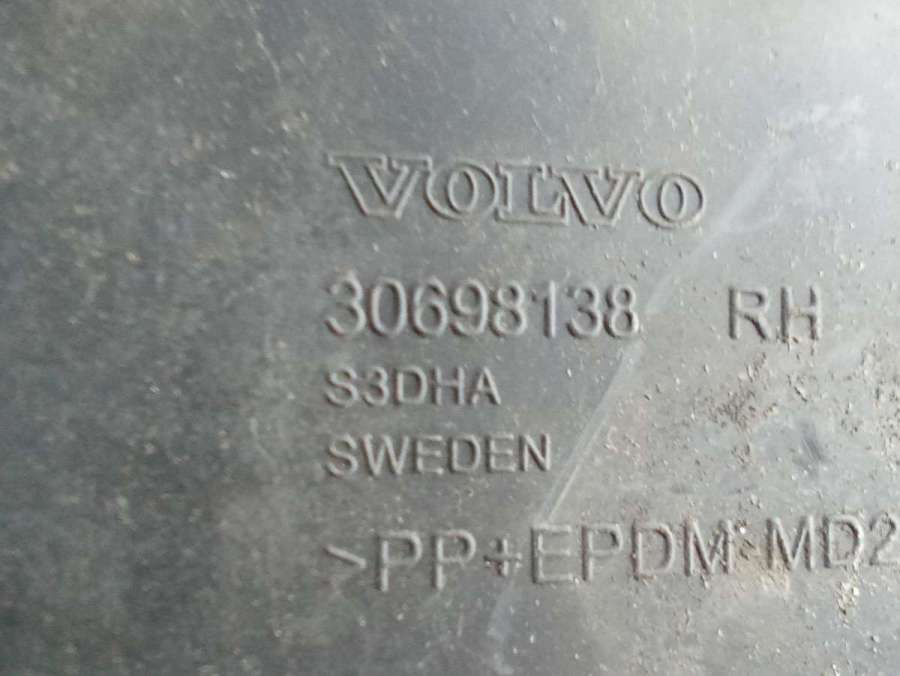 VOLVO
30698138 RH
S3DHA
SWEDEN
>PP+EPDM-MD2